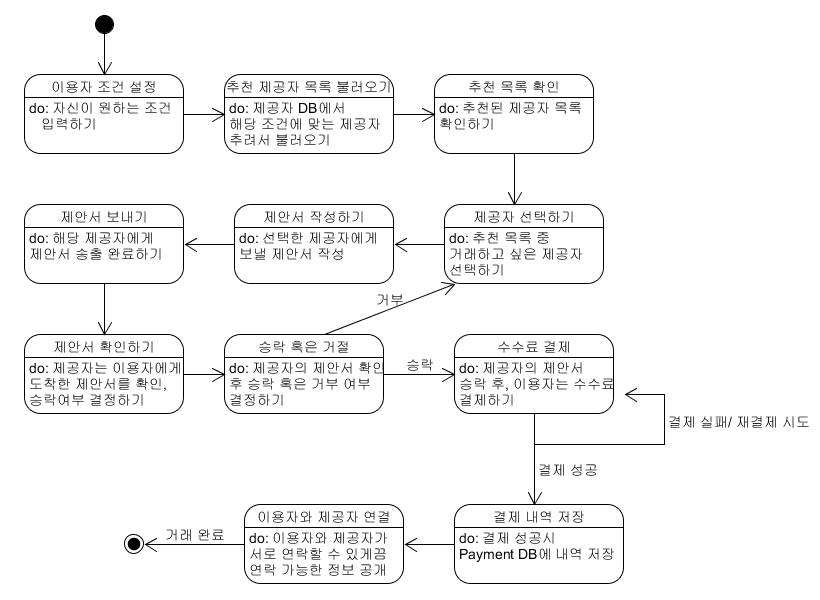 이용자 조건 설정
do: 자신이 원하는 조건
입력하기
추천 제공자 목록 불러오기
do: 제공자 DB에서
해당 조건에 맞는 제공자
추려서 불러오기
추천 목록 확인
do: 추천된 제공자 목록
확인하기
제안서 보내기
do: 해당 제공자에게
제안서 송출 완료하기
제안서 작성하기
do: 선택한 제공자에게
보낼 제안서 작성
제공자 선택하기
do: 추천 목록 중
거래하고 싶은 제공자
선택하기
거부
제안서 확인하기
do: 제공자는 이용자에게
도착한 제안서를 확인,
승락여부 결정하기
승락 혹은 거절
do: 제공자의 제안서 확인
후 승락 혹은 거부 여부
결정하기
승락
수수료 결제
do: 제공자의 제안서
승락 후, 이용자는 수수료
결제하기
결제 실패/ 재결제 시도
결제 성공
거래 완료
이용자와 제공자 연결
do: 이용자와 제공자가
서로 연락할 수 있게끔
연락 가능한 정보 공개
결제 내역 저장
do: 결제 성공시
Payment DB에 내역 저장